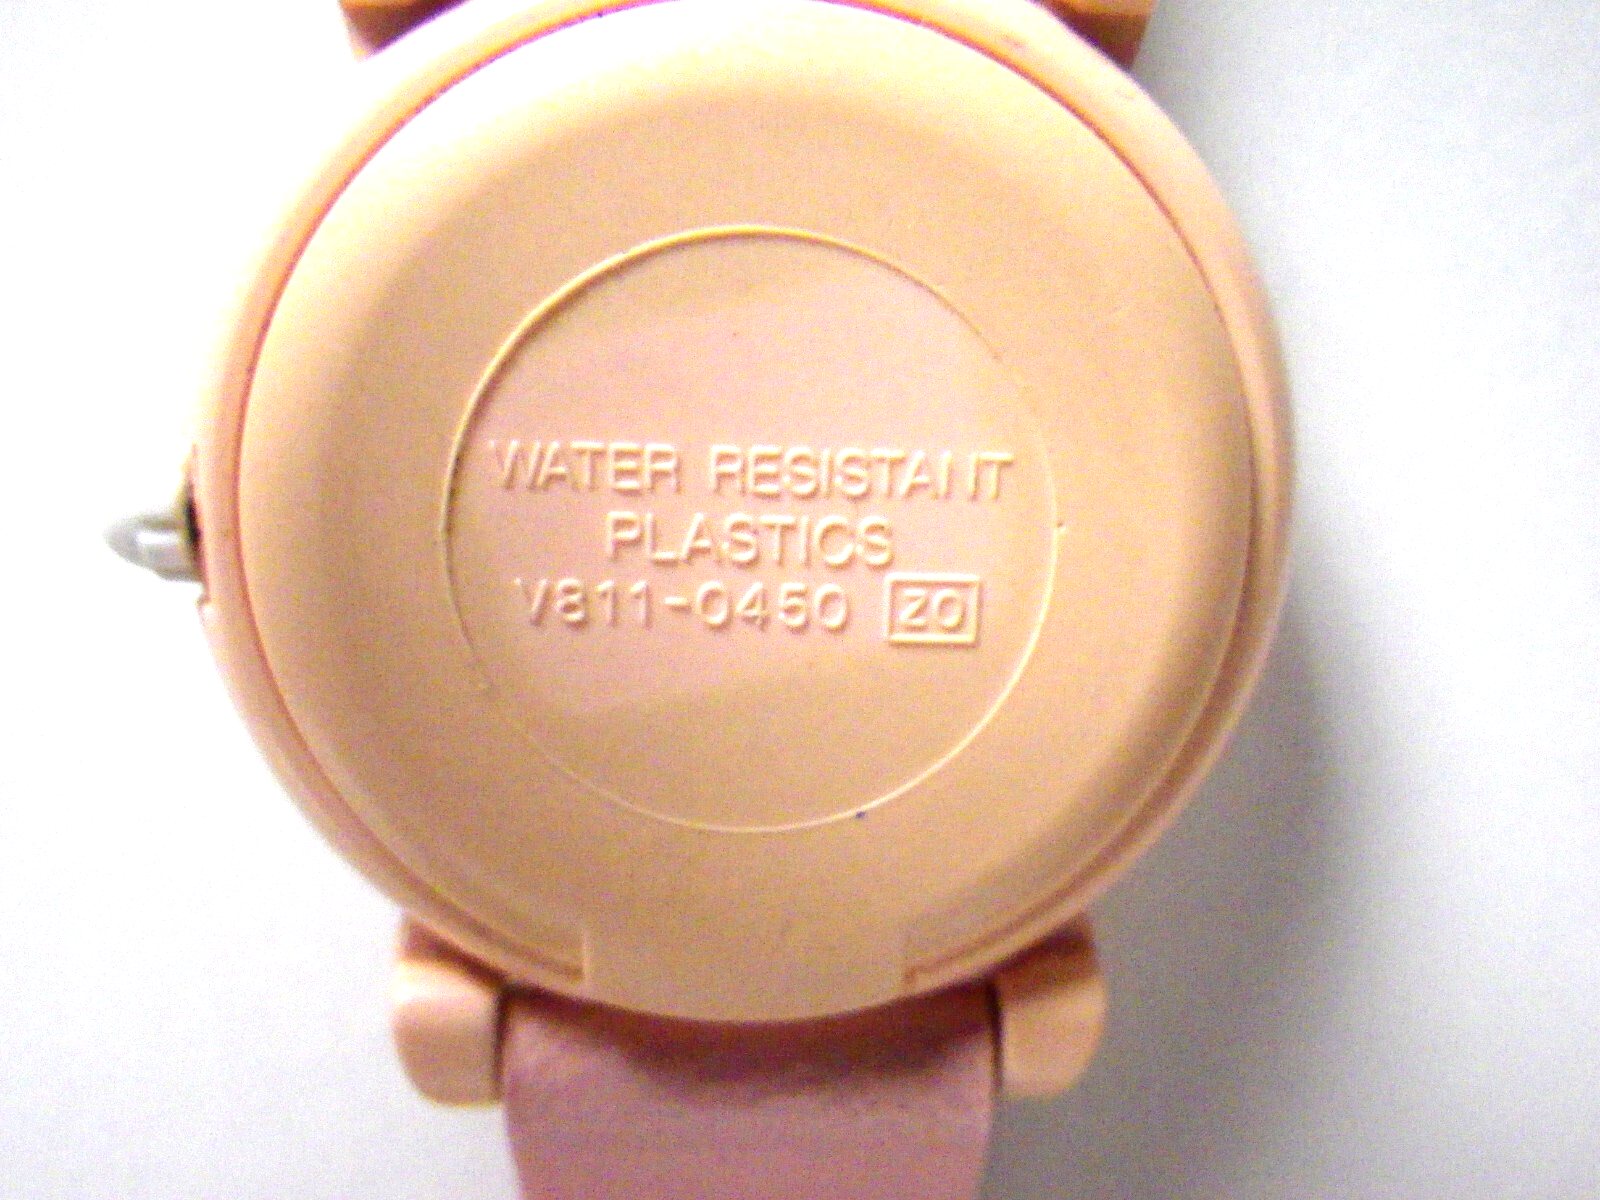 WATER RESISTANT
PLASTICS
V811-0450 ZO